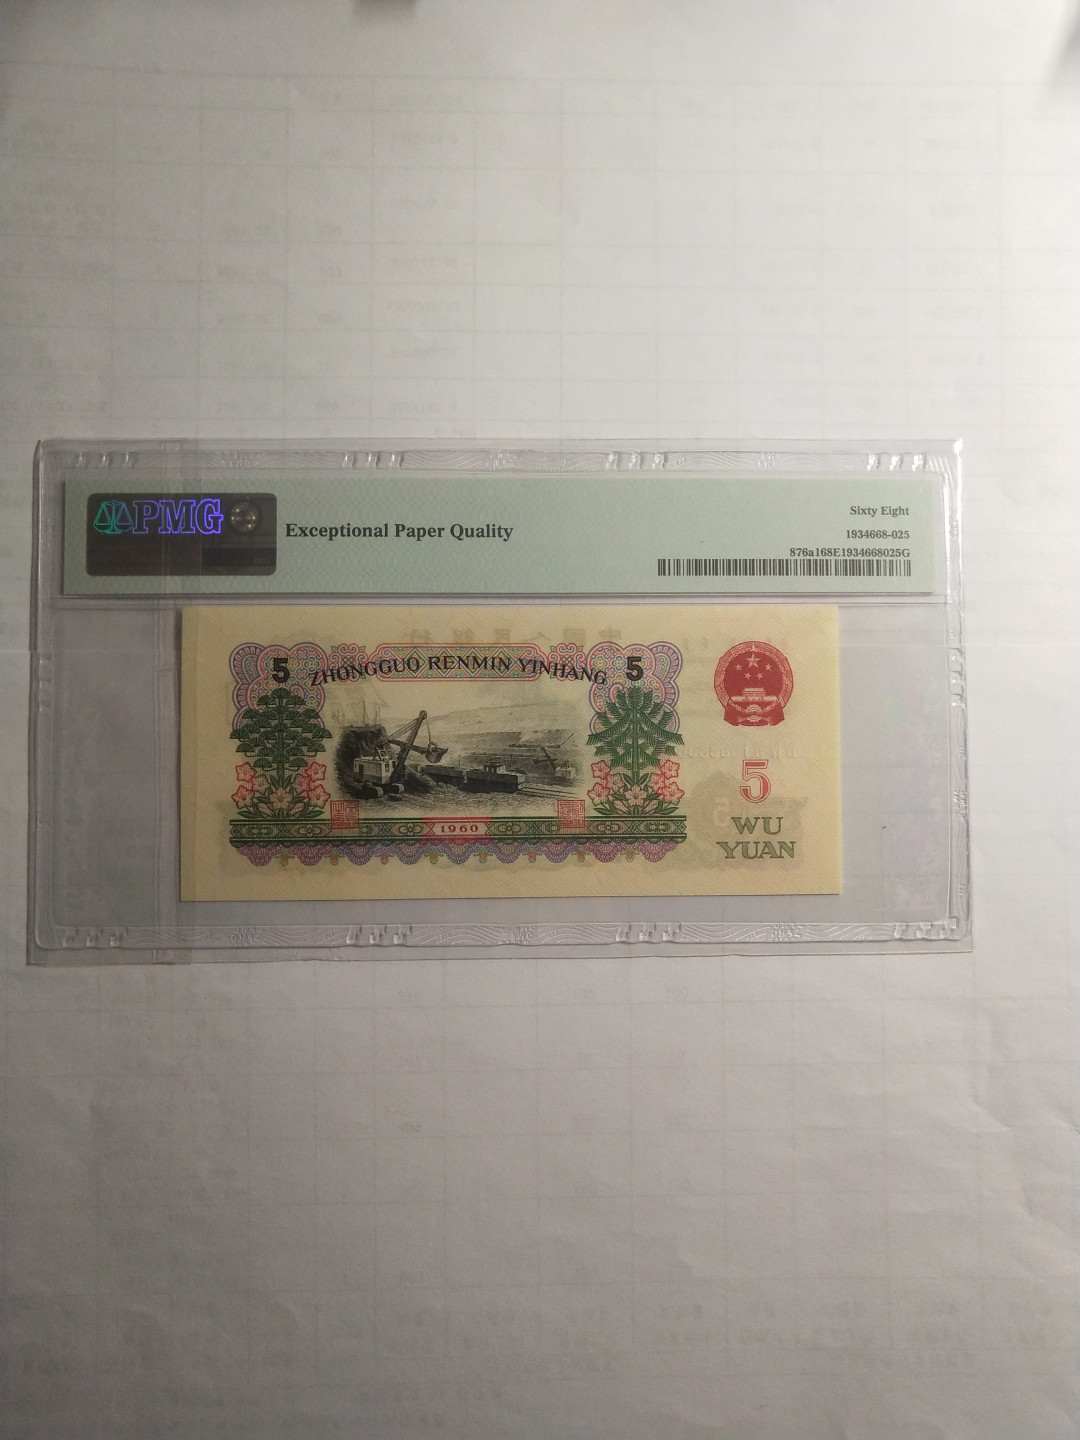 PMG
Exceptional Paper Quality
Sixty Eight
1934668-025
876a168E1934668025G
5 ZHONGGUO RENMIN YINHANG 5
1960
5
WU
YUAN